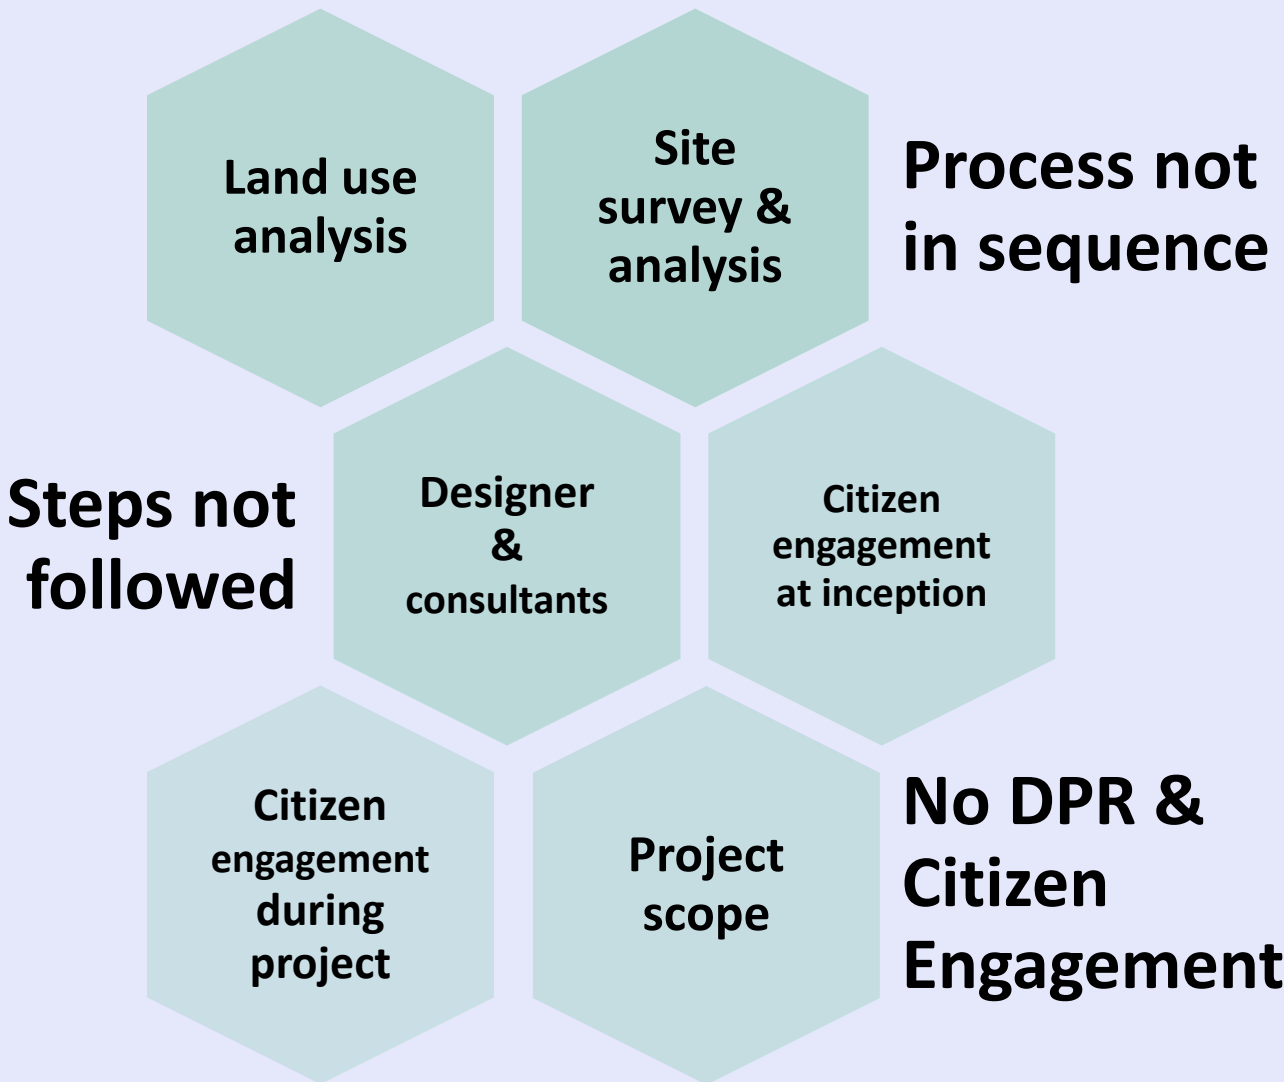 Land use
analysis
Site
survey &
analysis
Process not
in sequence
Steps not
followed
Designer
&
consultants
Citizen
engagement
at inception
Citizen
engagement
during
project
Project
scope
No DPR &
Citizen
Engagement